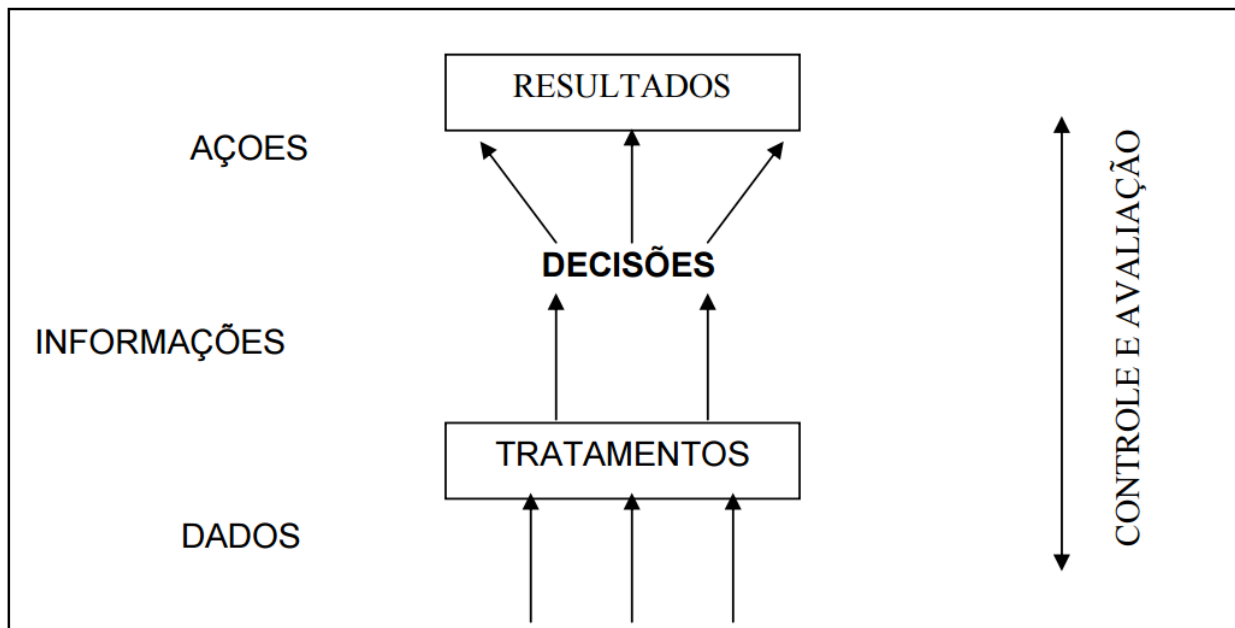 RESULTADOS
AÇOES
DECISÕES
INFORMAÇÕES
TRATAMENTOS
DADOS
CONTROLE E AVALIAÇÃO